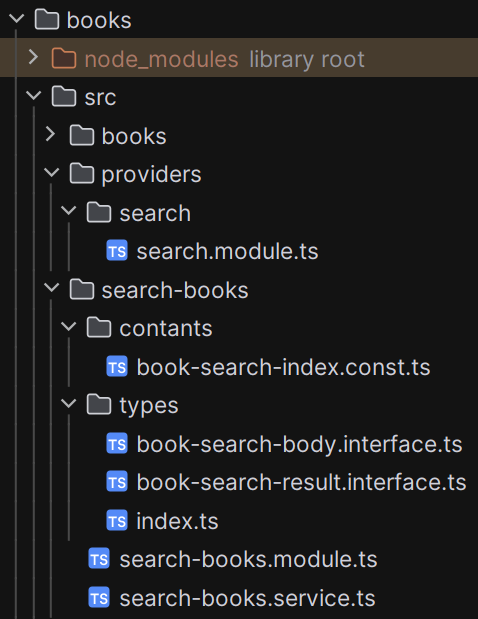 books
node_modules library root
src
books
providers
search
TS search.module.ts
search-books
contants
TS book-search-index.const.ts
types
TS book-search-body.interface.ts
TS book-search-result.interface.ts
TS index.ts
TS search-books.module.ts
TS search-books.service.ts